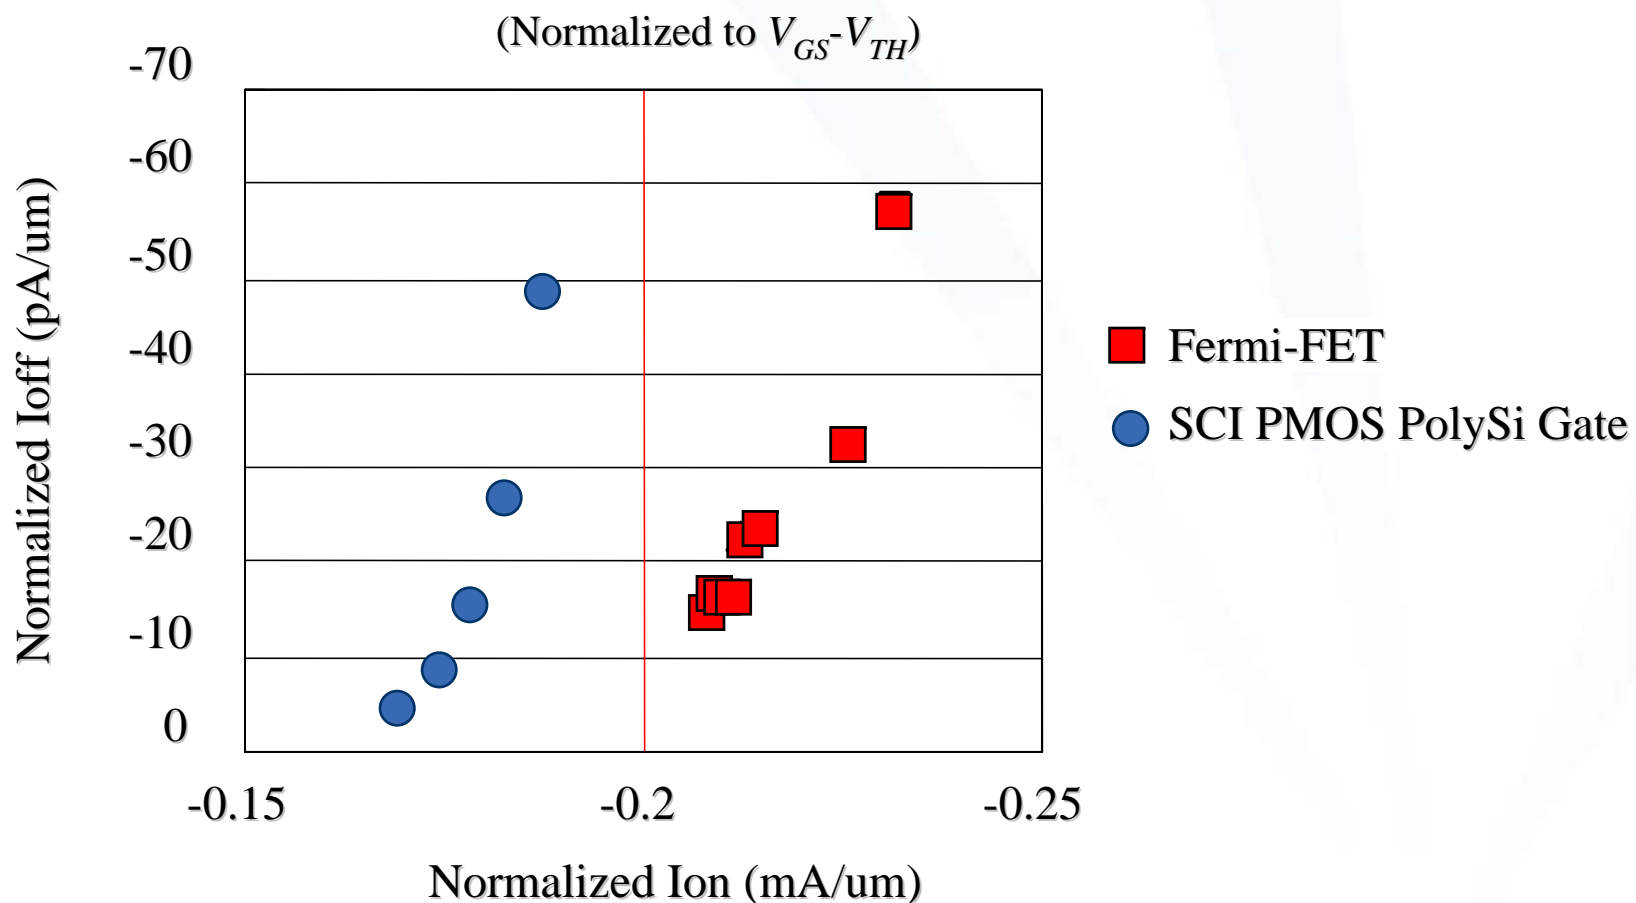 (Normalized to VGS-VTH)
-70
-60
-50
-40
-30
-20
-10
0
Normalized Ioff (pA/um)
Fermi-FET
SCI PMOS PolySi Gate
-0.15 -0.2 -0.25
Normalized Ion (mA/um)